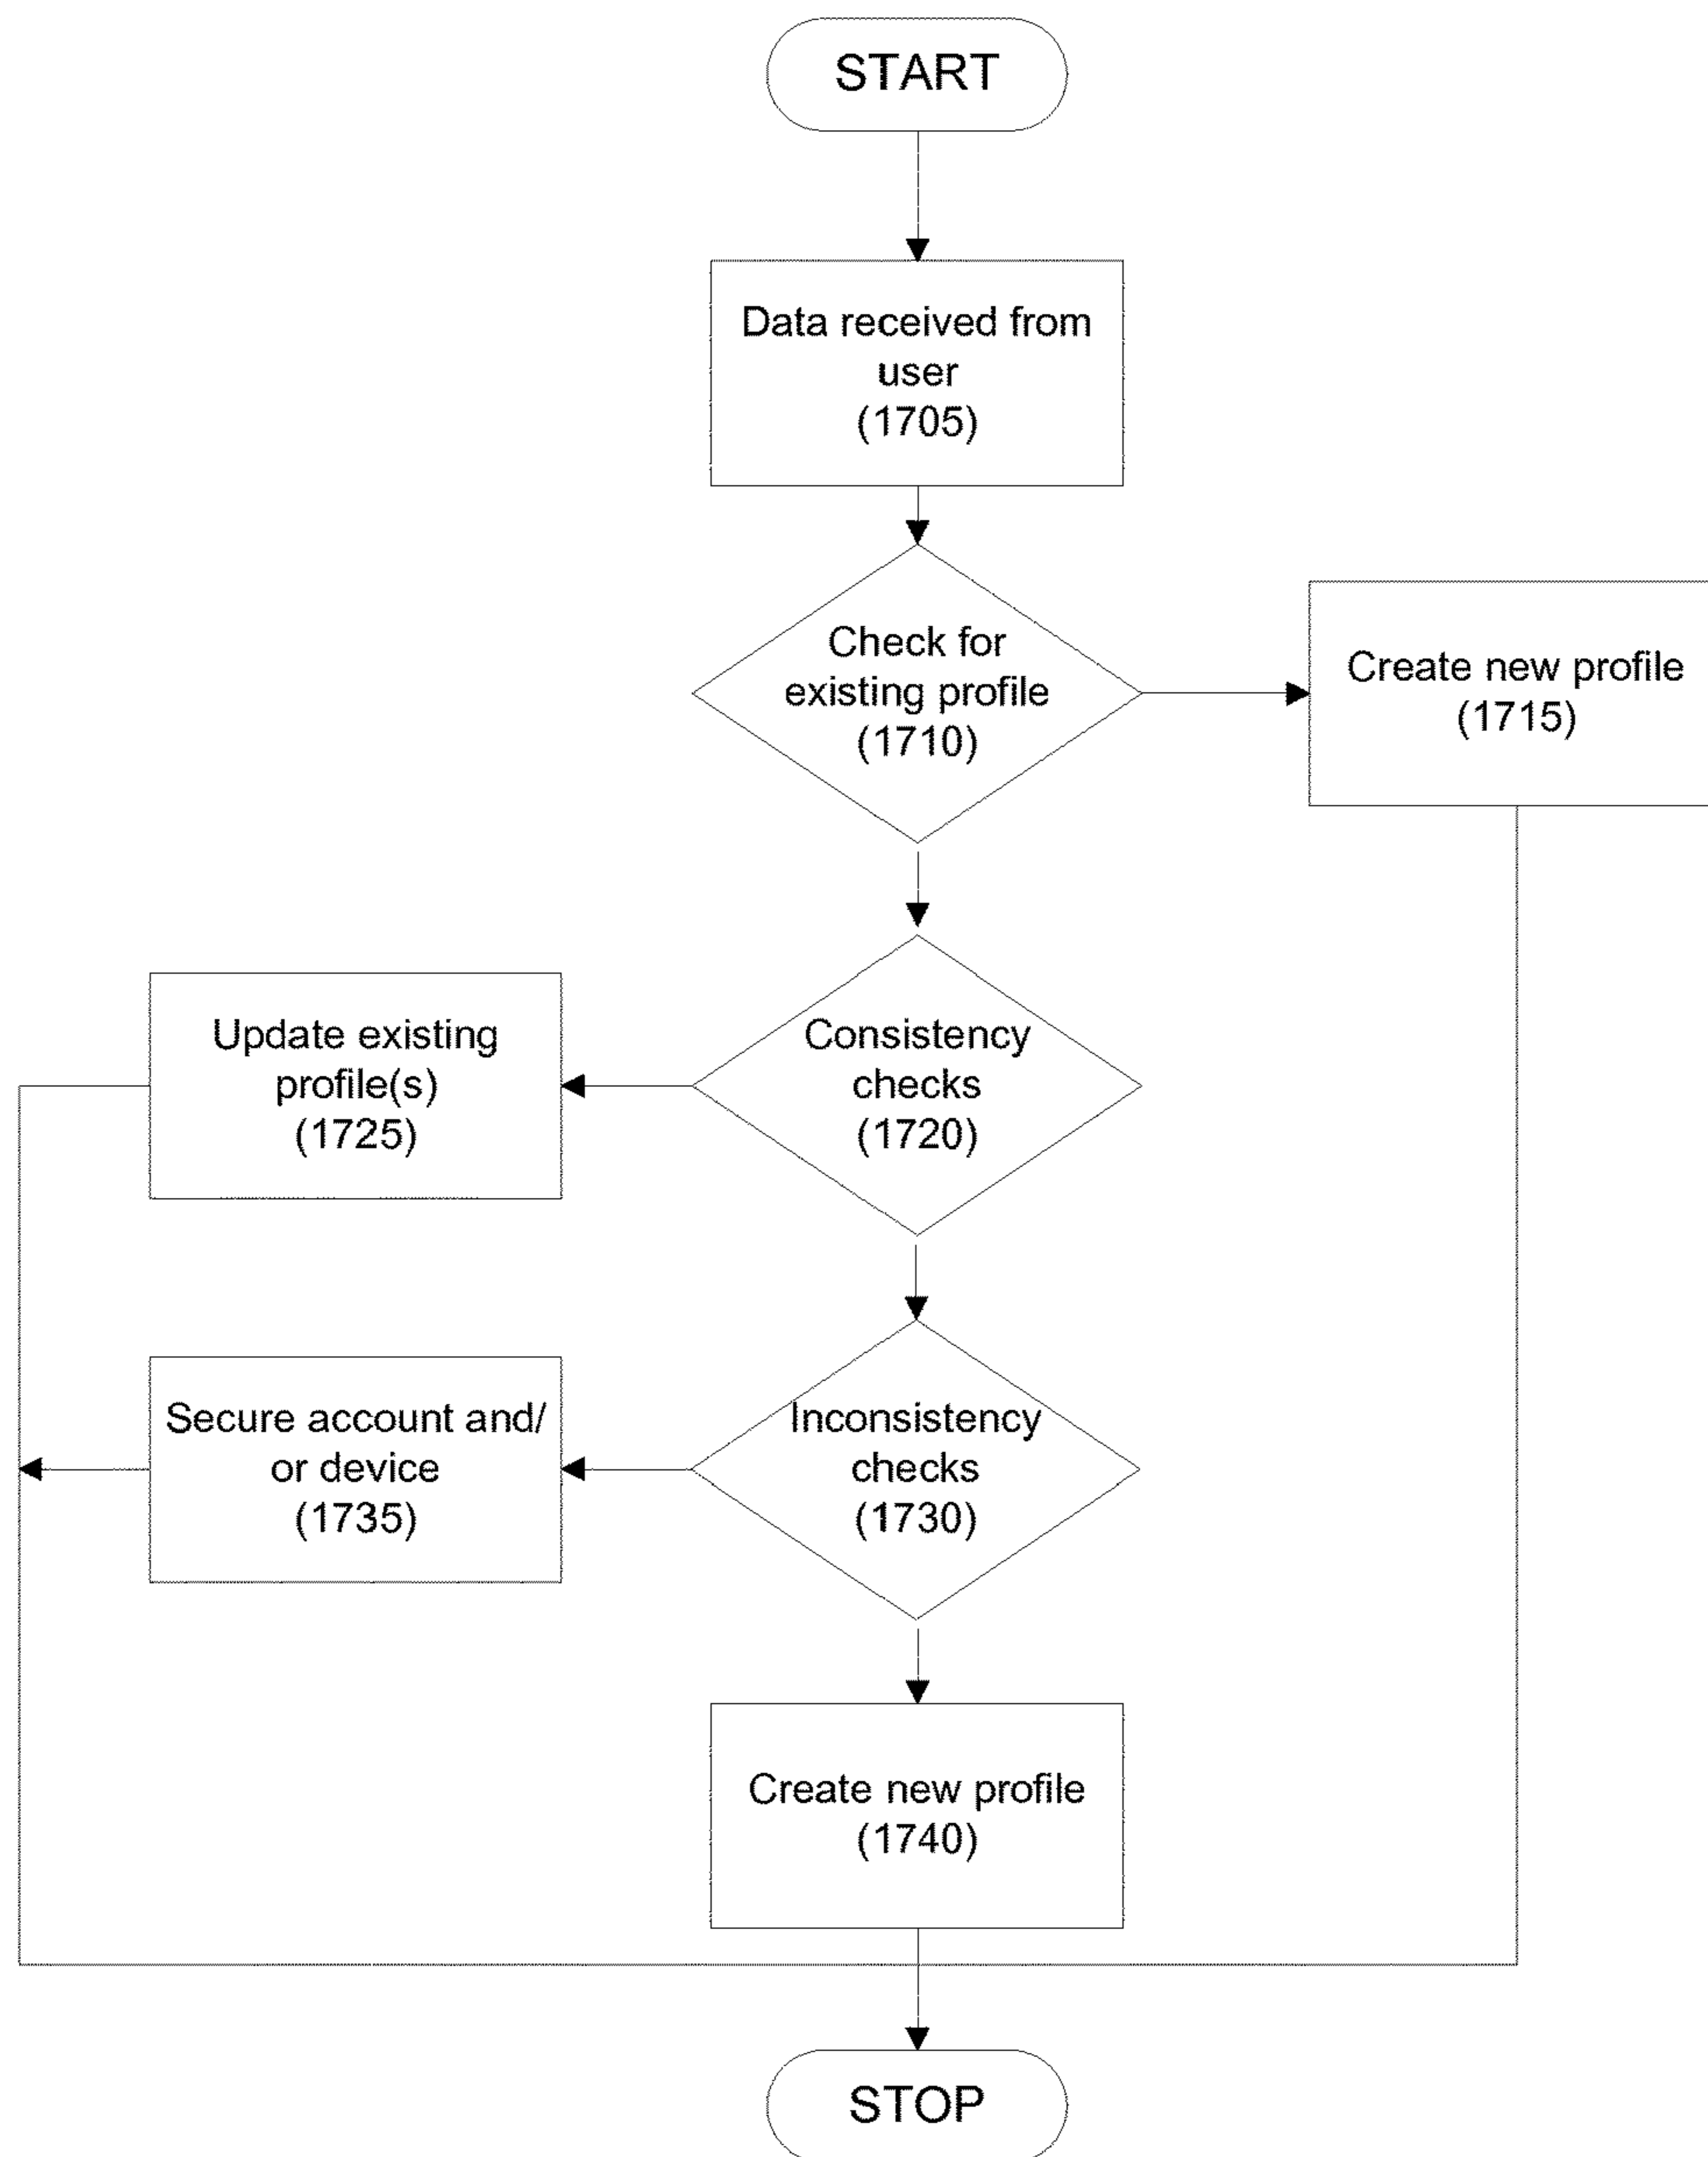 START
Data received from
user
(1705)
Check for
existing profile
(1710)
Create new profile
(1715)
Consistency
checks
(1720)
Update existing
profile(s)
(1725)
Inconsistency
checks
(1730)
Secure account and/
or device
(1735)
Create new profile
(1740)
STOP